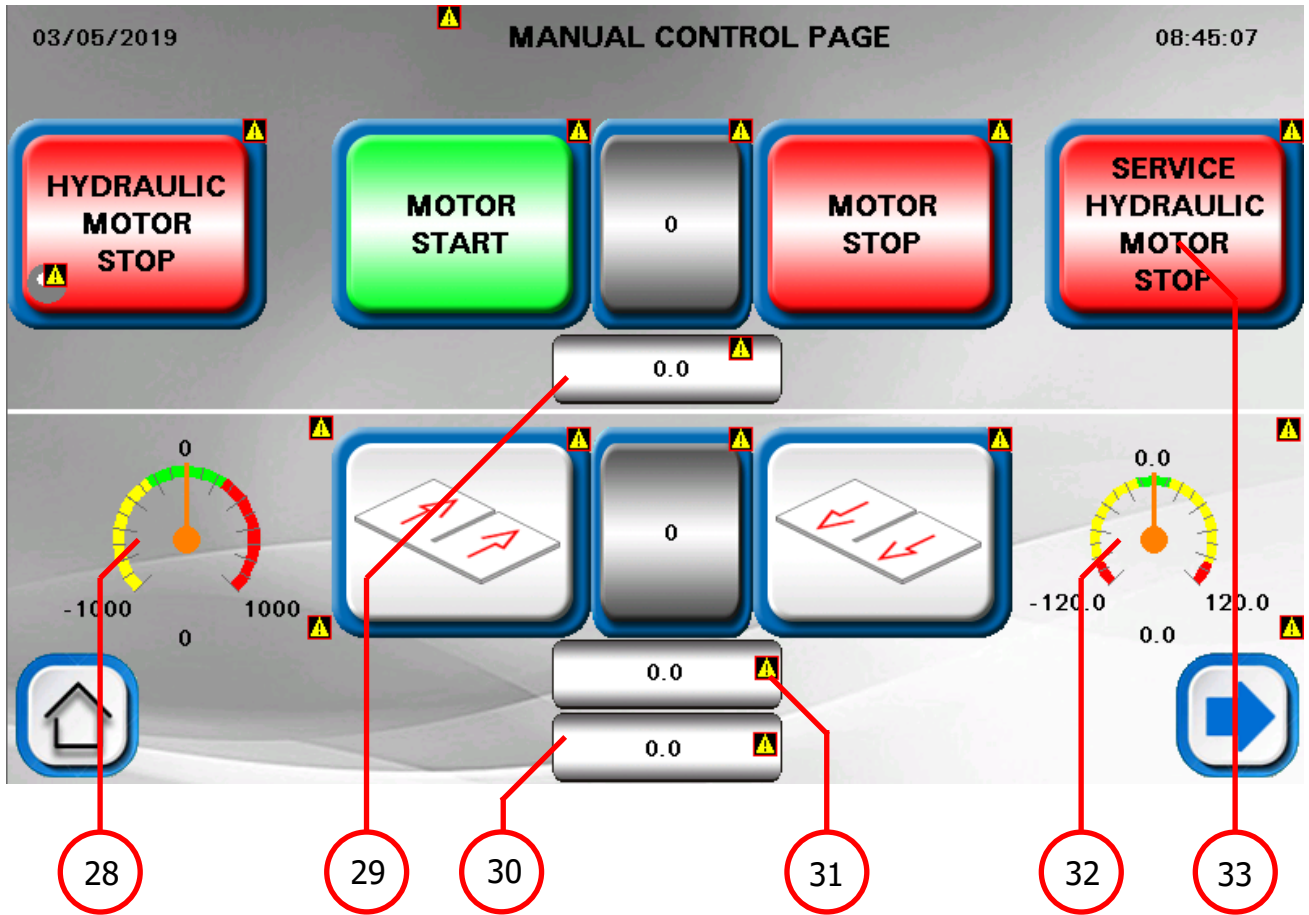 03/05/2019
MANUAL CONTROL PAGE
08:45:07
HYDRAULIC
MOTOR
STOP
MOTOR
START
0
MOTOR
STOP
SERVICE
HYDRAULIC
MOTOR
STOP
0.0
0
-1000
1000
0
0
0.0
-120.0
120.0
0.0
0.0
0.0
28
29
30
31
32
33